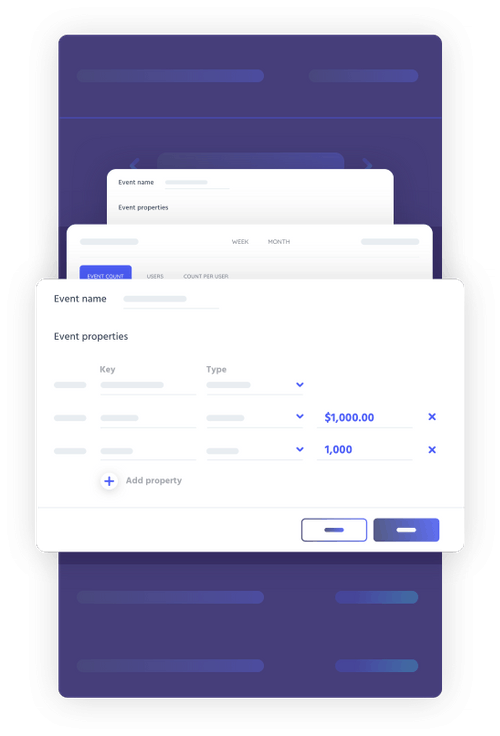 Event name
Event properties
WEEK MONTH
EVENT COUNT USERS COUNT PER USER
Event name
Event properties
Key Type
$1,000.00
1,000
Add property